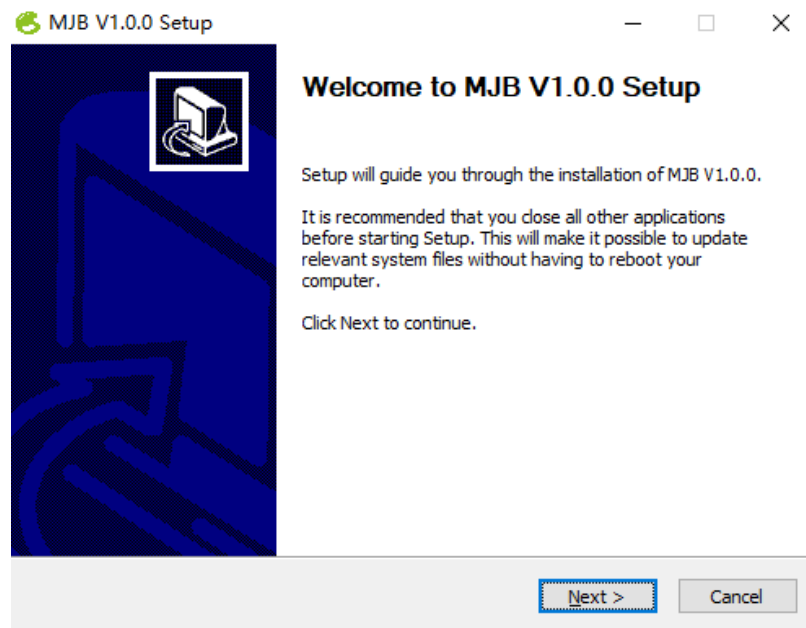 MJB V1.0.0 Setup
Welcome to MJB V1.0.0 Setup
Setup will guide you through the installation of MJB V1.0.0.
It is recommended that you close all other applications
before starting Setup. This will make it possible to update
relevant system files without having to reboot your
computer.
Click Next to continue.
Next >
Cancel